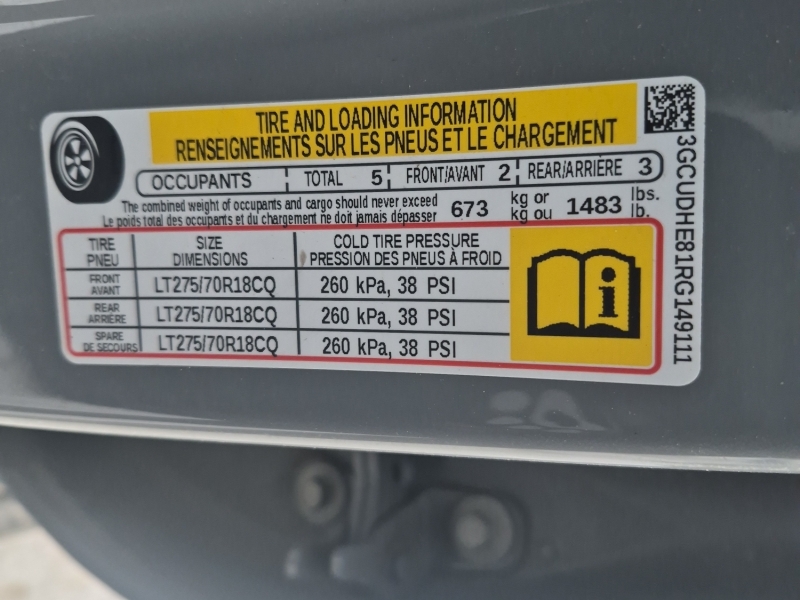 TIRE AND LOADING INFORMATION
RENSEIGNEMENTS SUR LES PNEUS ET LE CHARGEMENT
OCCUPANTS TOTAL 5 FRONT/AVANT 2 REAR/ARRIÈRE 3
The combined weight of occupants and cargo should never exceed 673 kg or 1483 lbs.
Le poids total des occupants et du chargement ne doit jamais dépasser kg ou lb.
TIRE SIZE COLD TIRE PRESSURE
PNEU DIMENSIONS PRESSION DES PNEUS À FROID
FRONT
AVANT LT275/70R18CQ 260 kPa, 38 PSI
REAR
ARRIÈRE LT275/70R18CQ 260 kPa, 38 PSI
SPARE
DE SECOURS LT275/70R18CQ 260 kPa, 38 PSI
i
3GCUDHE81RG149111